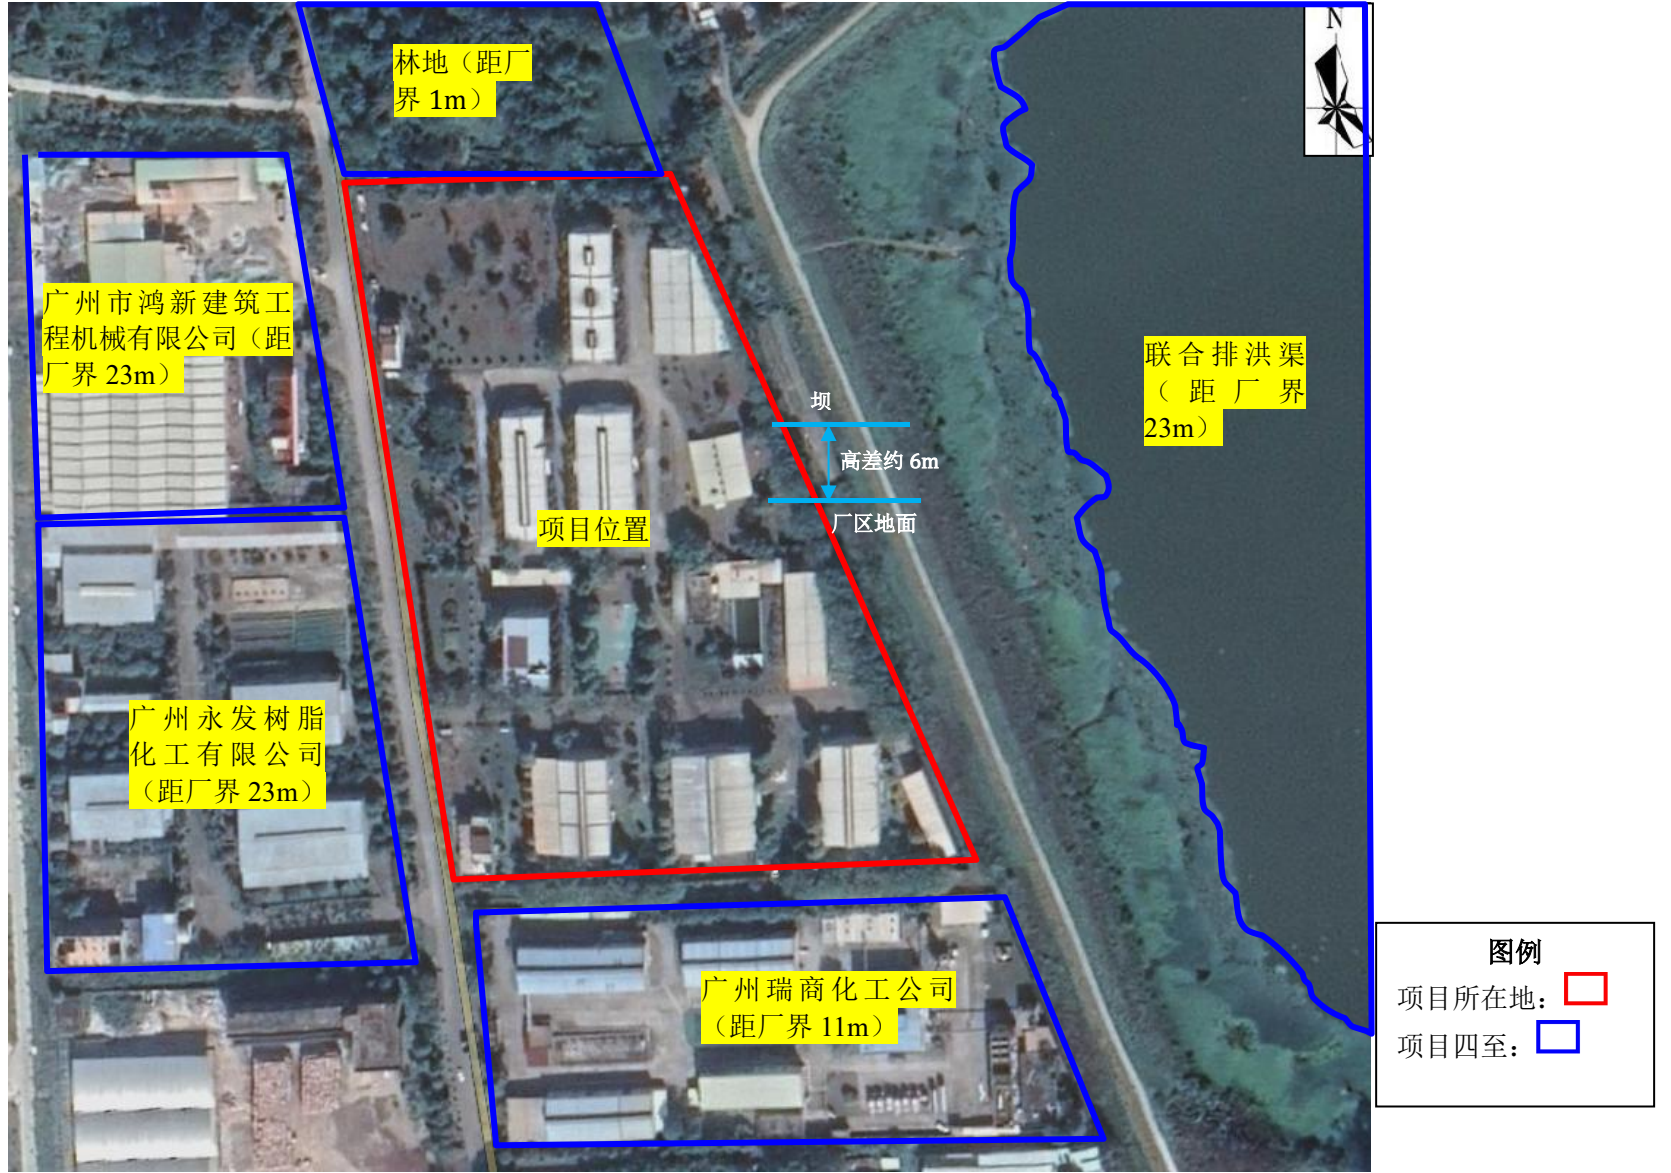 N
林地（距厂
界 1m）
广州市鸿新建筑工
程机械有限公司（距
厂界 23m）
联合排洪渠
（距厂界
23m）
坝
高差约 6m
厂区地面
项目位置
广州永发树脂
化工有限公司
（距厂界 23m）
广州瑞商化工公司
（距厂界 11m）
图例
项目所在地：
项目四至：